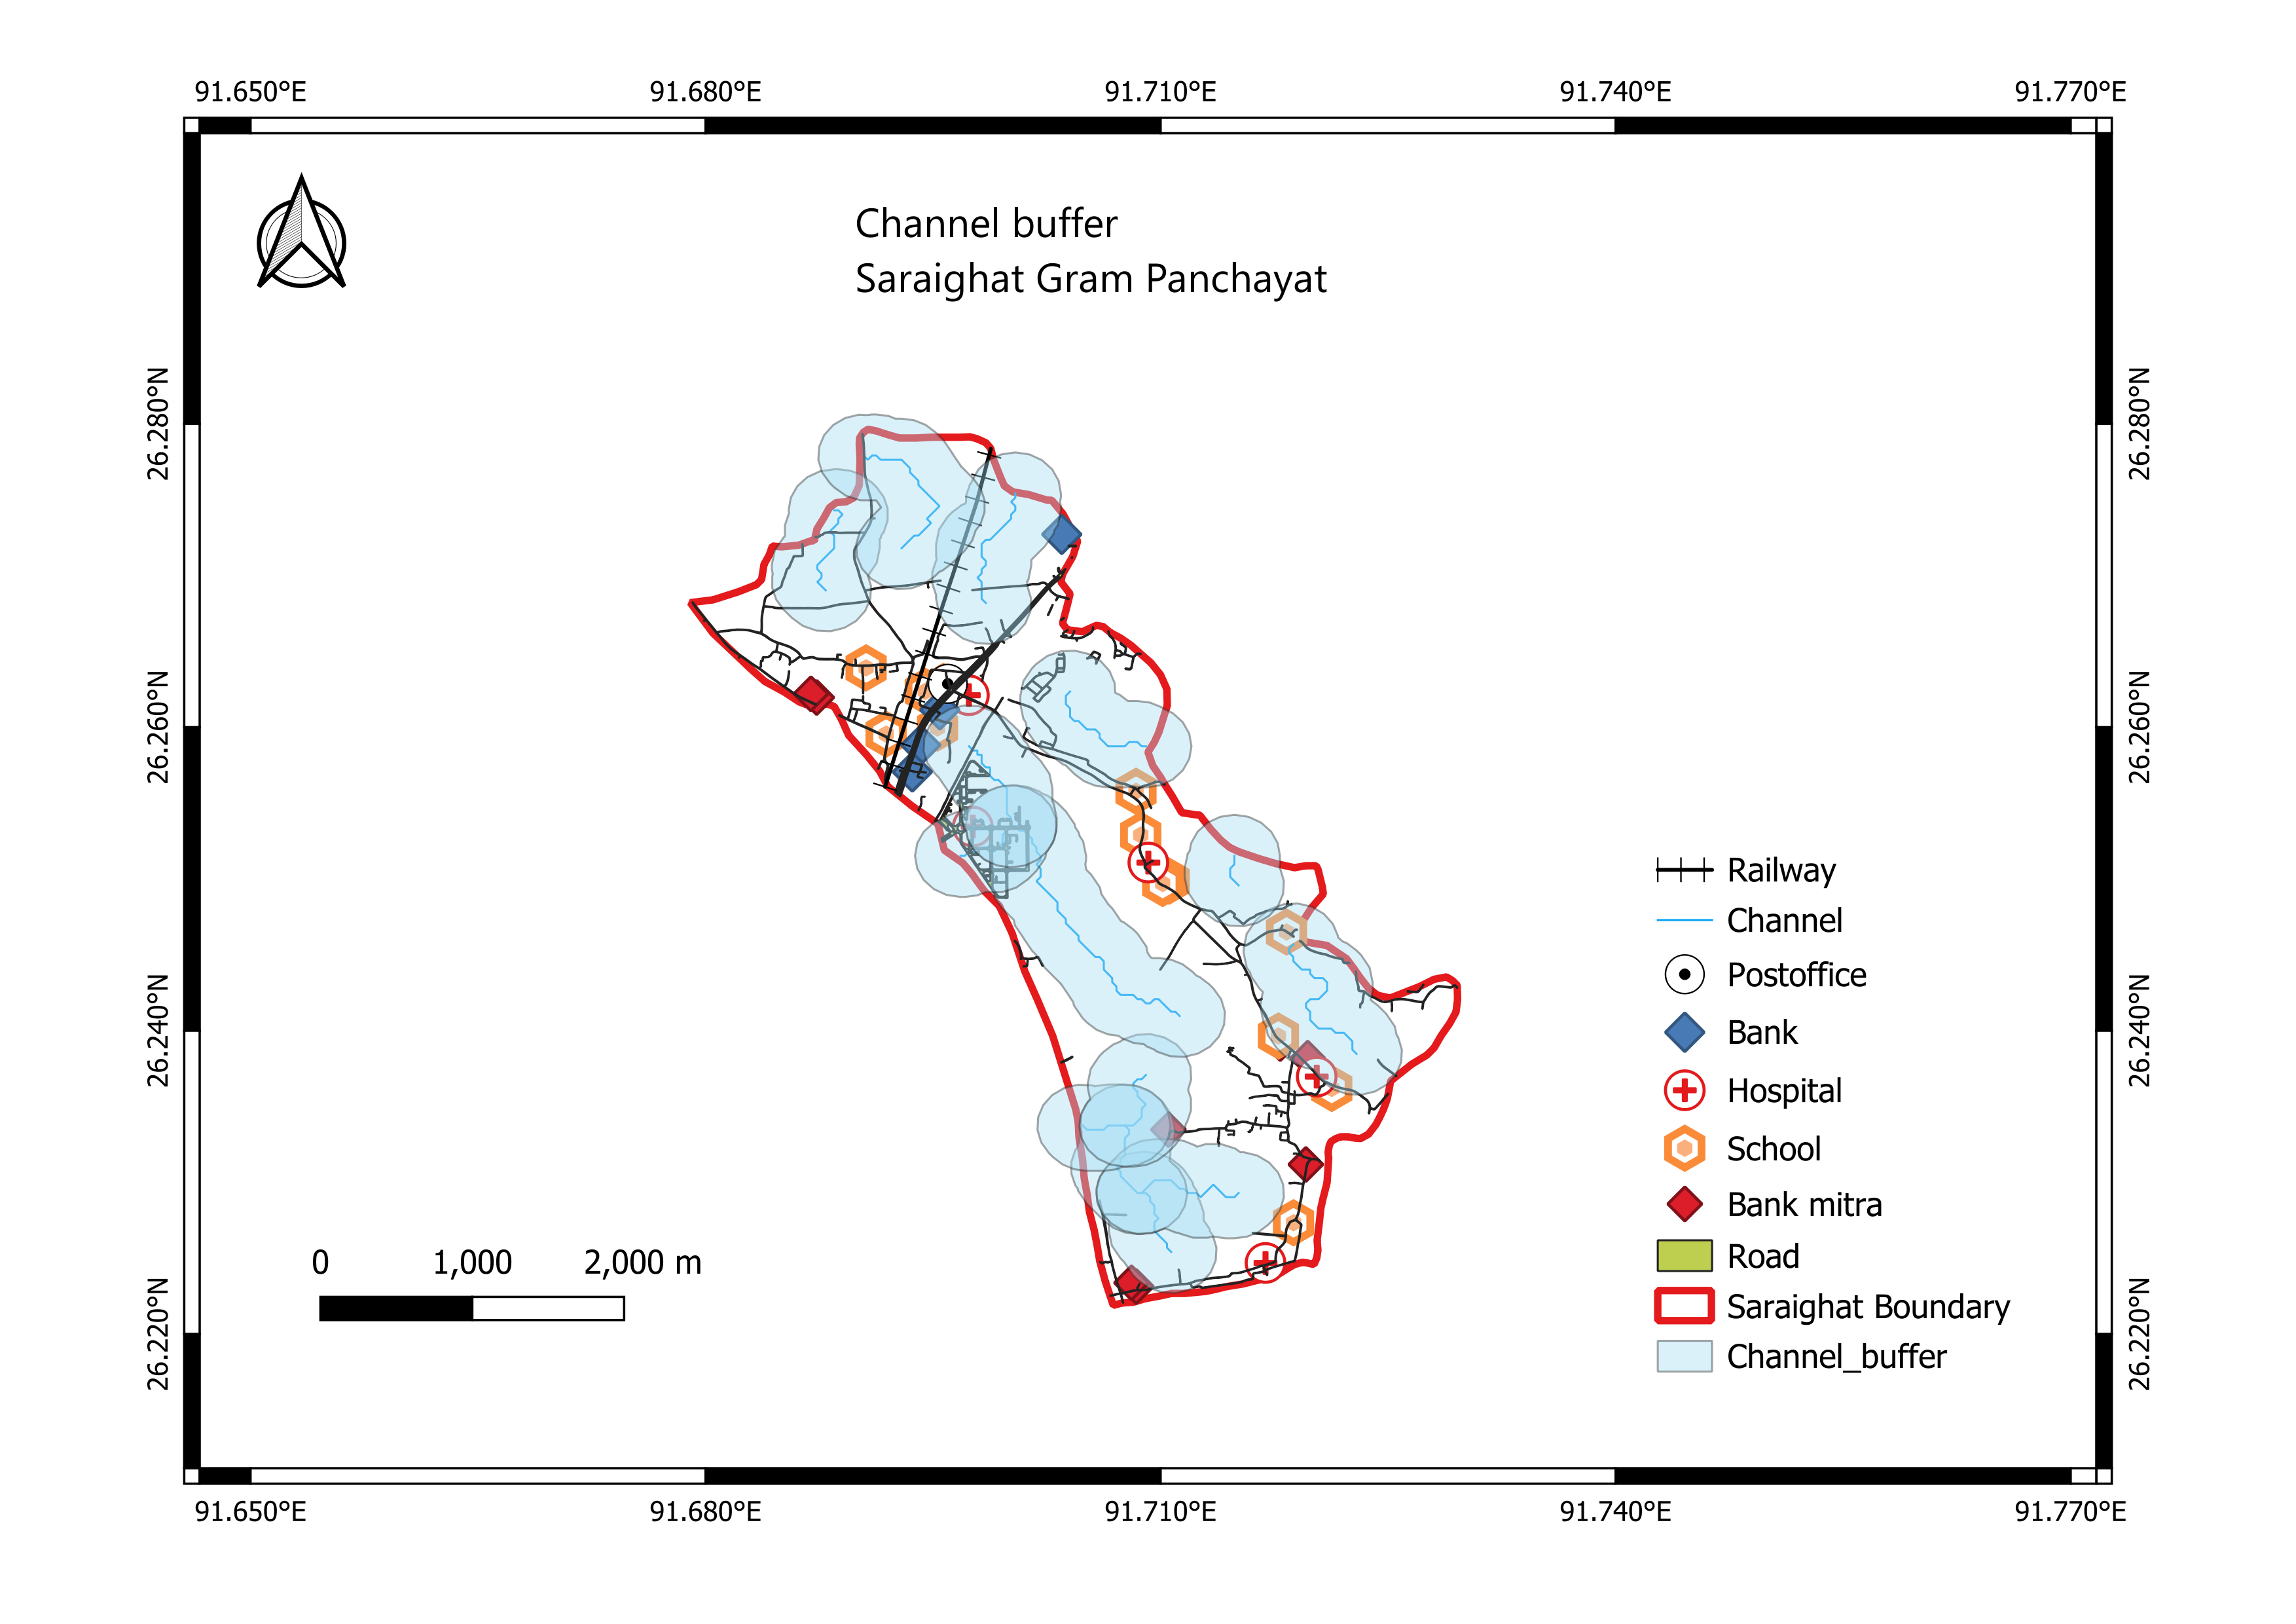 91.650°E 91.680°E 91.710°E 91.740°E 91.770°E
Channel buffer
Saraighat Gram Panchayat
26.280°N
26.260°N
26.240°N
26.220°N
26.280°N
26.260°N
26.240°N
26.220°N
Railway
Channel
Postoffice
Bank
Hospital
School
Bank mitra
Road
Saraighat Boundary
Channel_buffer
0 1,000 2,000 m
91.650°E 91.680°E 91.710°E 91.740°E 91.770°E